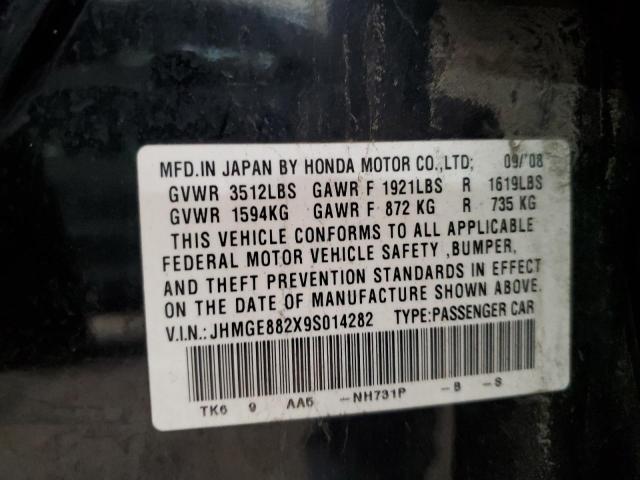 MFD.IN JAPAN BY HONDA MOTOR CO.,LTD; 09/'08
GVWR 3512LBS GAWR F 1921LBS R 1619LBS
GVWR 1594KG GAWR F 872 KG R 735 KG
THIS VEHICLE CONFORMS TO ALL APPLICABLE
FEDERAL MOTOR VEHICLE SAFETY ,BUMPER,
AND THEFT PREVENTION STANDARDS IN EFFECT
ON THE DATE OF MANUFACTURE SHOWN ABOVE.
V.I.N.: JHMGE882X9S014282 TYPE:PASSENGER CAR
TK6 9 AA5 -NH731P -B -S